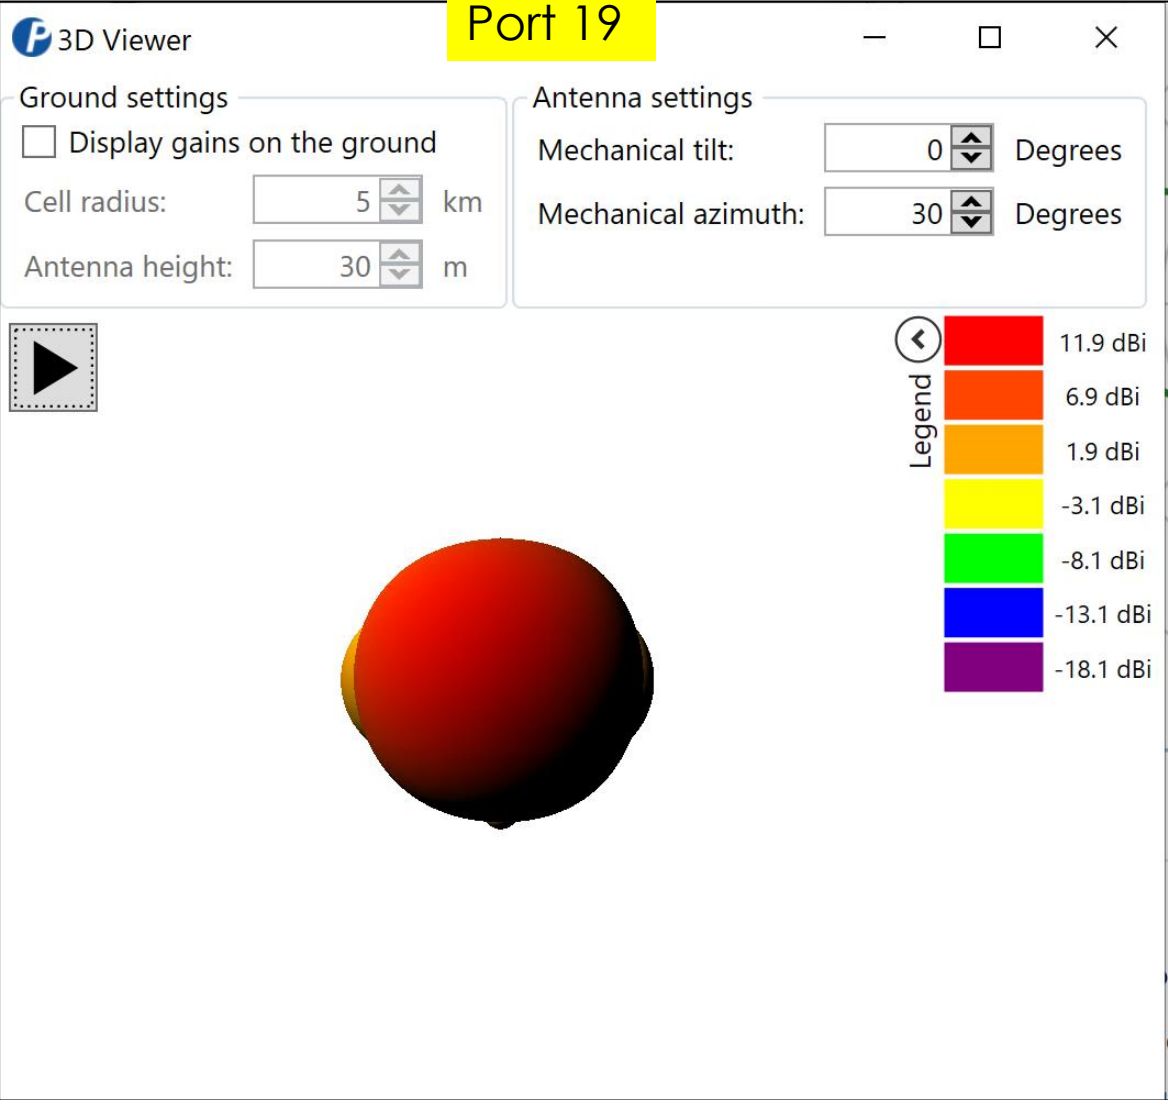 Port 19
3D Viewer
Ground settings
Display gains on the ground
Cell radius: 5 km
Antenna height: 30 m
Antenna settings
Mechanical tilt: 0 Degrees
Mechanical azimuth: 30 Degrees
Legend
11.9 dBi
6.9 dBi
1.9 dBi
-3.1 dBi
-8.1 dBi
-13.1 dBi
-18.1 dBi